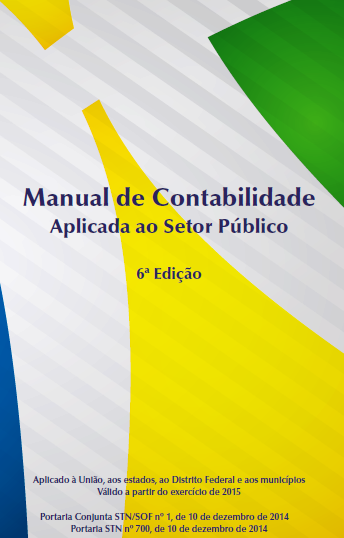 Manual de Contabilidade
Aplicada ao Setor Público
6ª Edição
Aplicado à União, aos estados, ao Distrito Federal e aos municípios
Válido a partir do exercício de 2015
Portaria Conjunta STN/SOF nº 1, de 10 de dezembro de 2014
Portaria STN nº 700, de 10 de dezembro de 2014